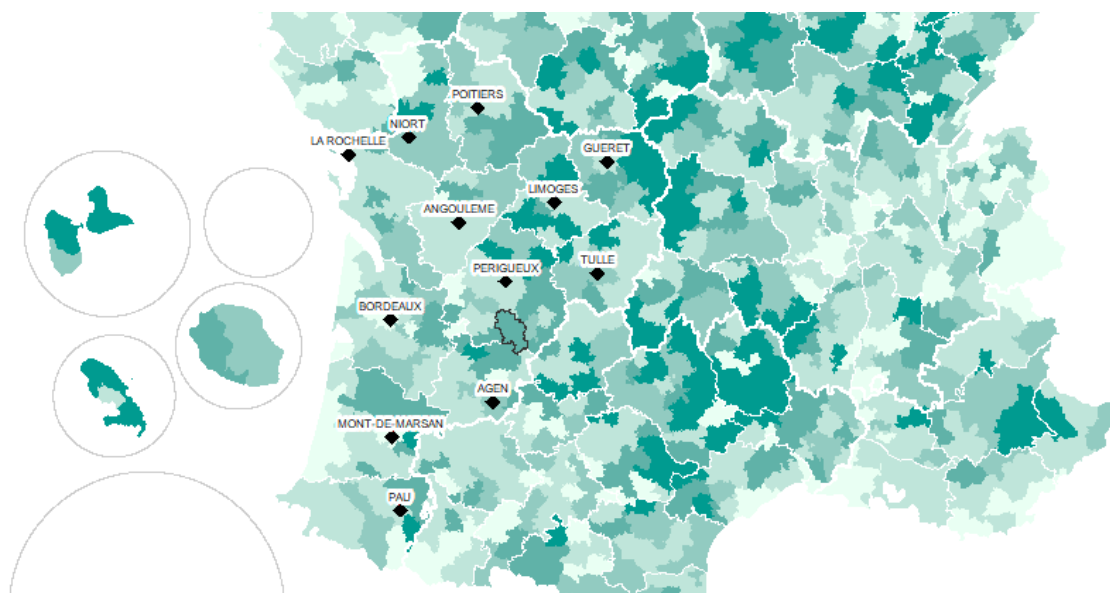 POITIERS
NIORT
LA ROCHELLE
GUERET
LIMOGES
ANGOULEME
TULLE
PERIGUEUX
BORDEAUX
AGEN
MONT-DE-MARSAN
PAU